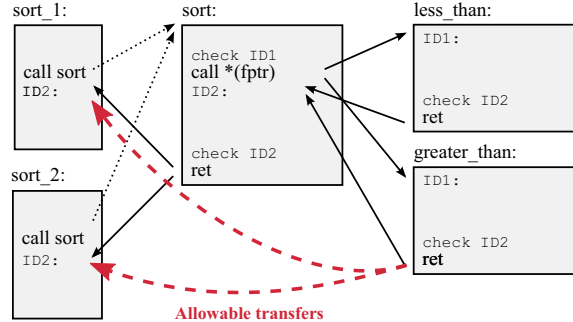 sort_1:
call sort
ID2:
sort_2:
call sort
ID2:
sort:
check ID1
call *(fptr)
ID2:
check ID2
ret
less_than:
ID1:
check ID2
ret
greater_than:
ID1:
check ID2
ret
Allowable transfers